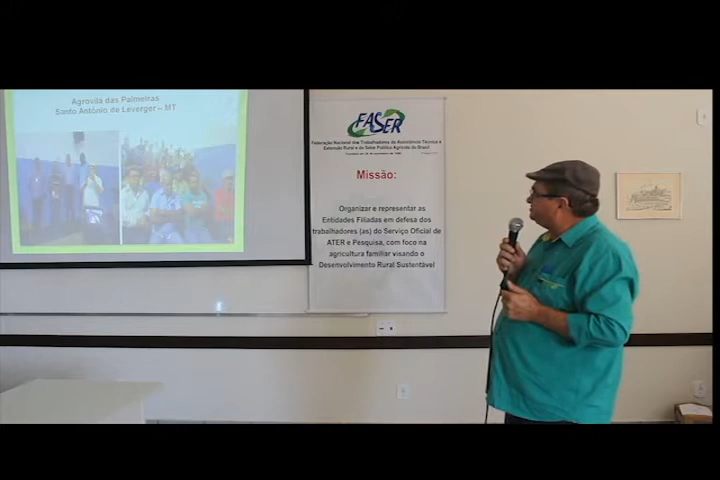 Agrovila das Palmeiras
Santo Antônio de Leverger – MT
FASER
Federação Nacional dos Trabalhadores da Assistência Técnica e
Extensão Rural e do Setor Público Agrícola do Brasil
Missão:
Organizar e representar as
Entidades Filiadas em defesa dos
trabalhadores (as) do Serviço Oficial de
ATER e Pesquisa, com foco na
agricultura familiar visando o
Desenvolvimento Rural Sustentável